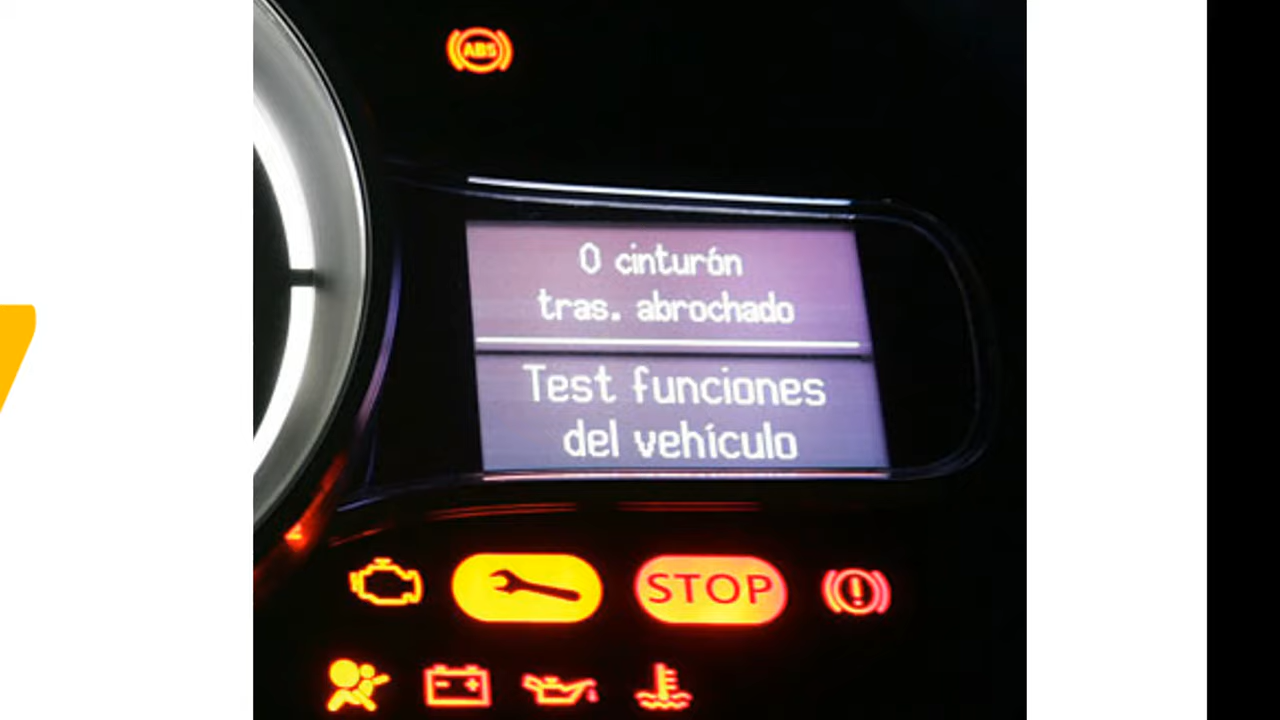 ABS
0 cinturón
tras. abrochado
Test funciones
del vehículo
STOP